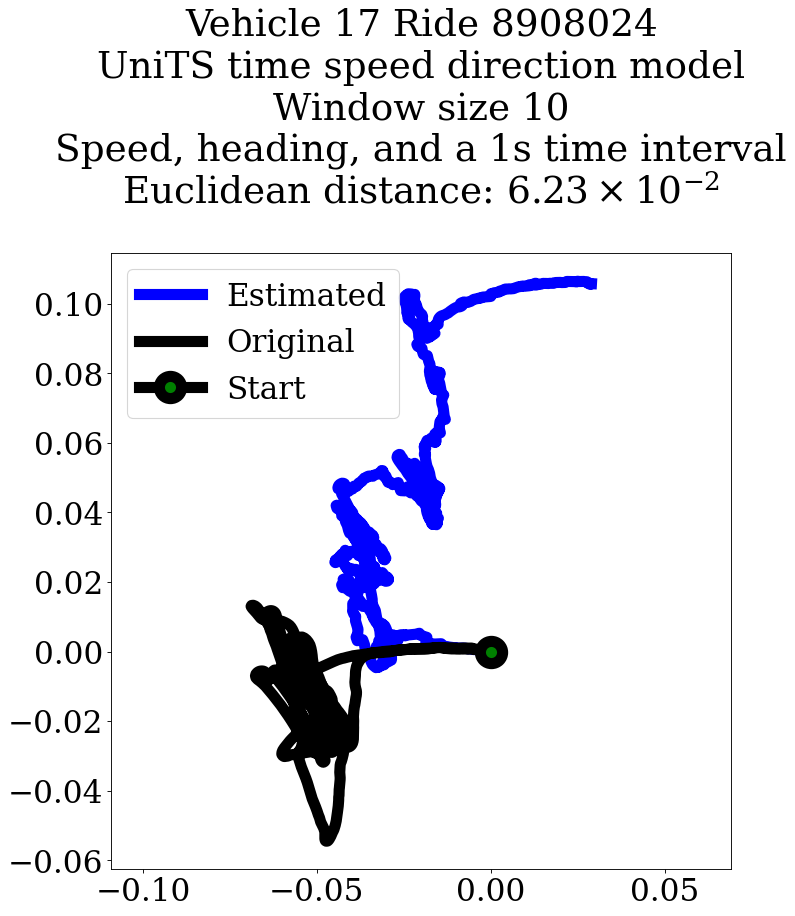 Vehicle 17 Ride 8908024
UniTS time speed direction model
Window size 10
Speed, heading, and a 1s time interval
Euclidean distance: 6.23 × 10⁻²
Estimated
Original
Start
0.10
0.08
0.06
0.04
0.02
0.00
−0.02
−0.04
−0.06
−0.10
−0.05
0.00
0.05